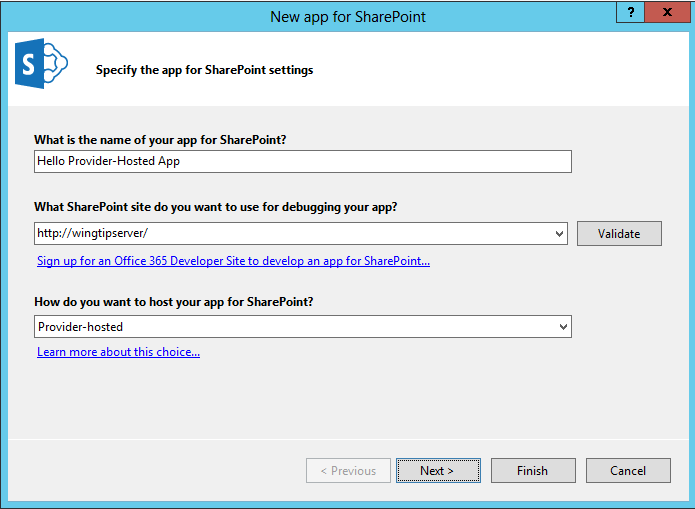 New app for SharePoint
?
x
S
Specify the app for SharePoint settings
What is the name of your app for SharePoint?
Hello Provider-Hosted App
What SharePoint site do you want to use for debugging your app?
http://wingtipserver/
Validate
Sign up for an Office 365 Developer Site to develop an app for SharePoint...
How do you want to host your app for SharePoint?
Provider-hosted
Learn more about this choice...
< Previous
Next >
Finish
Cancel